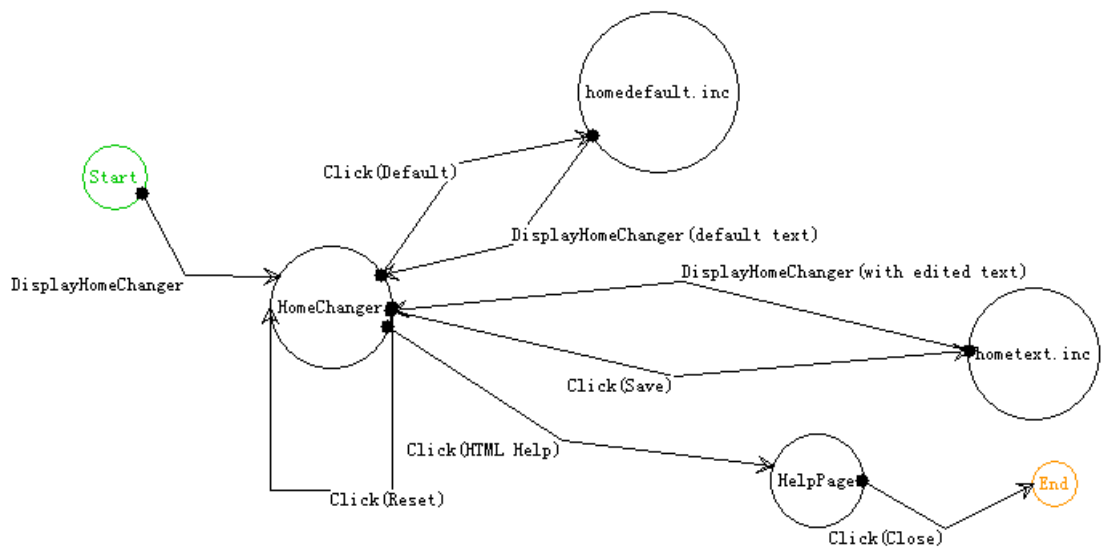 homedefault.inc
Click(Default)
Start
DisplayHomeChanger(default text)
DisplayHomeChanger(with edited text)
DisplayHomeChanger
HomeChanger
hometext.inc
Click(Save)
Click(HTML Help)
HelpPage
End
Click(Reset)
Click(Close)